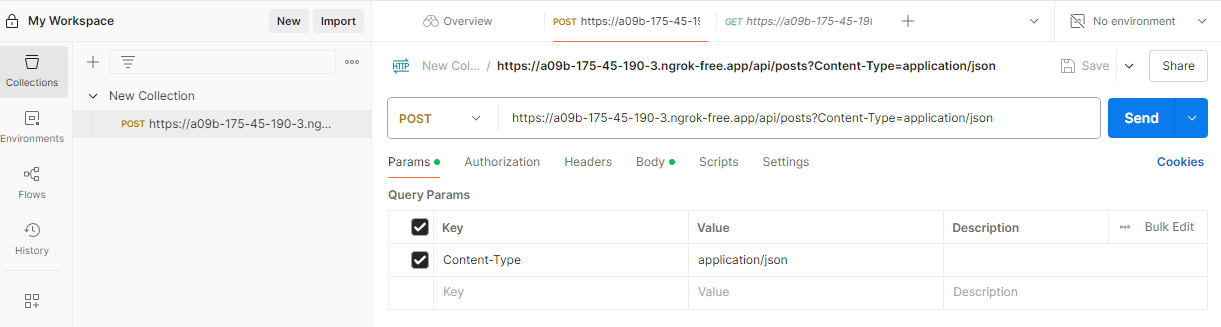 My Workspace New Import Overview POST https://a09b-175-45-19 GET https://a09b-175-45-19 No environment
Collections
New Col... / https://a09b-175-45-190-3.ngrok-free.app/api/posts?Content-Type=application/json Save Share
New Collection
POST https://a09b-175-45-190-3.ng...
POST https://a09b-175-45-190-3.ngrok-free.app/api/posts?Content-Type=application/json Send
Environments
Params Authorization Headers Body Scripts Settings Cookies
Flows
Query Params
Key Value Description Bulk Edit
History
Content-Type application/json
Key Value Description
HTTP